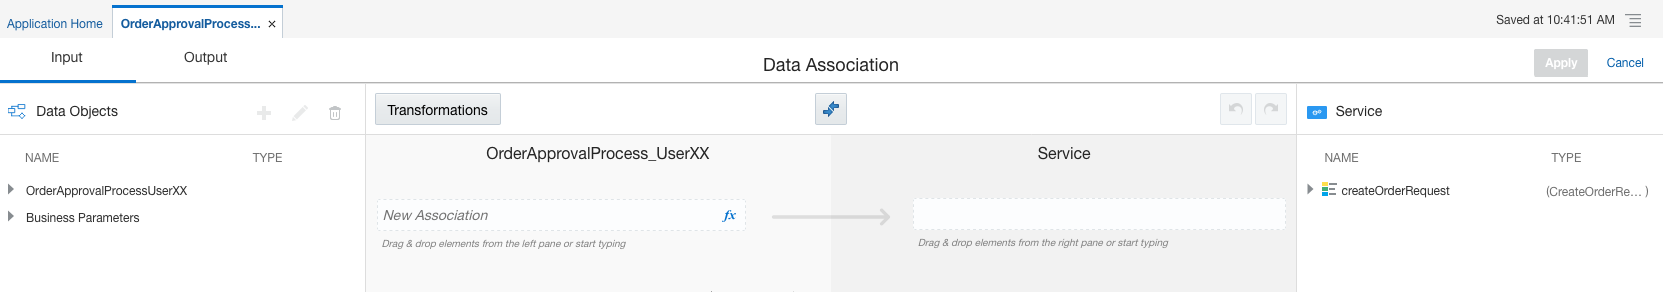 Application Home
OrderApprovalProcess... ×
Saved at 10:41:51 AM
Input
Output
Data Association
Apply
Cancel
Data Objects
Transformations
Service
NAME
TYPE
OrderApprovalProcess_UserXX
Service
NAME
TYPE
OrderApprovalProcessUserXX
createOrderRequest
(CreateOrderRe... )
Business Parameters
New Association
fx
Drag & drop elements from the left pane or start typing
Drag & drop elements from the right pane or start typing